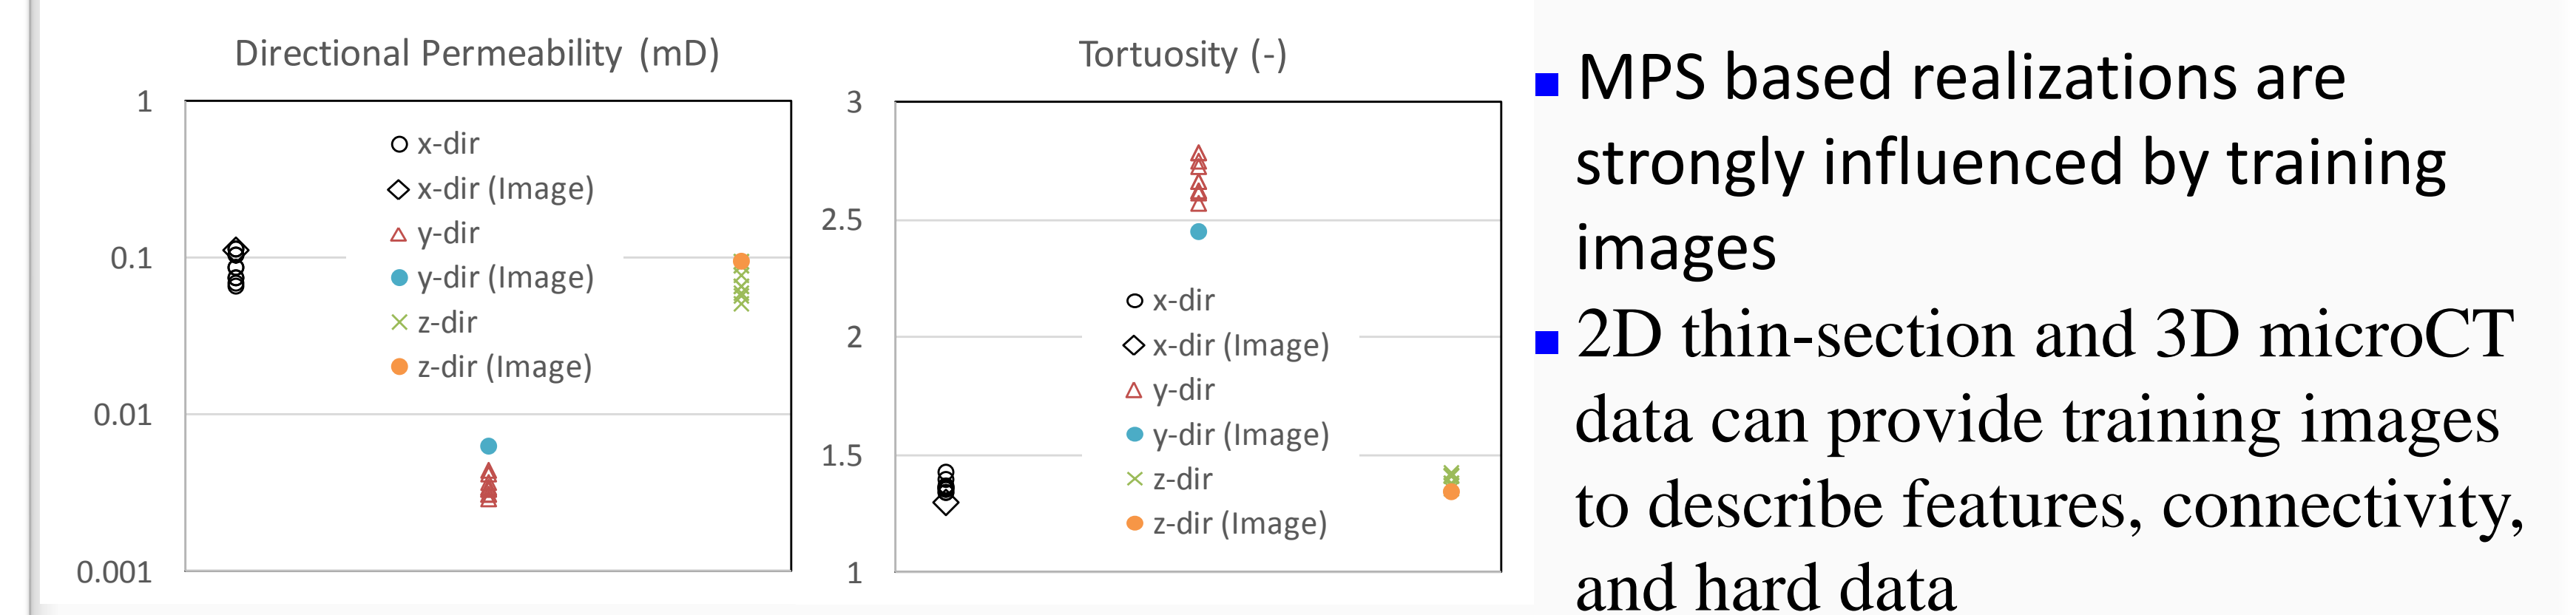 Directional Permeability (mD)
1
0.1
0.01
0.001
x-dir
x-dir (Image)
y-dir
y-dir (Image)
z-dir
z-dir (Image)
Tortuosity (-)
3
2.5
2
1.5
1
x-dir
x-dir (Image)
y-dir
y-dir (Image)
z-dir
z-dir (Image)
MPS based realizations are
strongly influenced by training
images
2D thin-section and 3D microCT
data can provide training images
to describe features, connectivity,
and hard data